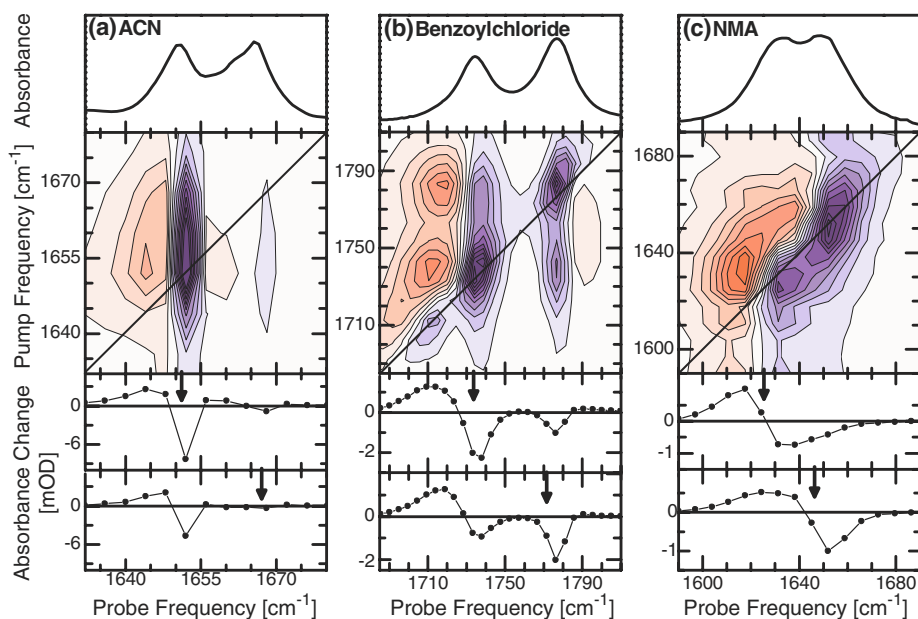 (a) ACN
(b) Benzoylchloride
(c) NMA
Absorbance
Pump Frequency [cm⁻¹]
1670
1655
1640
1790
1750
1710
1680
1640
1600
Absorbance Change [mOD]
0
-6
0
-2
0
-1
0
-6
0
-2
0
-1
1640 1655 1670
1710 1750 1790
1600 1640 1680
Probe Frequency [cm⁻¹]
Probe Frequency [cm⁻¹]
Probe Frequency [cm⁻¹]